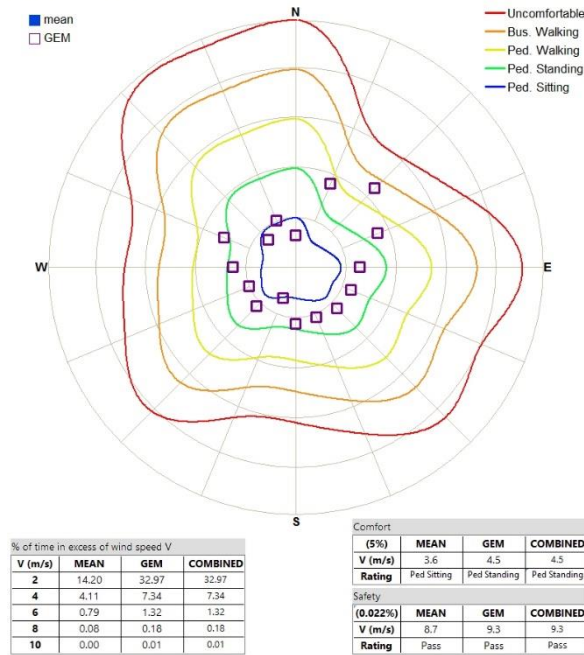 mean
GEM
N
Uncomfortable
Bus. Walking
Ped. Walking
Ped. Standing
Ped. Sitting
W
E
S
% of time in excess of wind speed V
V (m/s) MEAN GEM COMBINED
2 14.20 32.97 32.97
4 4.11 7.34 7.34
6 0.79 1.32 1.32
8 0.08 0.18 0.18
10 0.00 0.01 0.01
Comfort
(5%) MEAN GEM COMBINED
V (m/s) 3.6 4.5 4.5
Rating Ped Sitting Ped Standing Ped Standing
Safety
(0.022%) MEAN GEM COMBINED
V (m/s) 8.7 9.3 9.3
Rating Pass Pass Pass